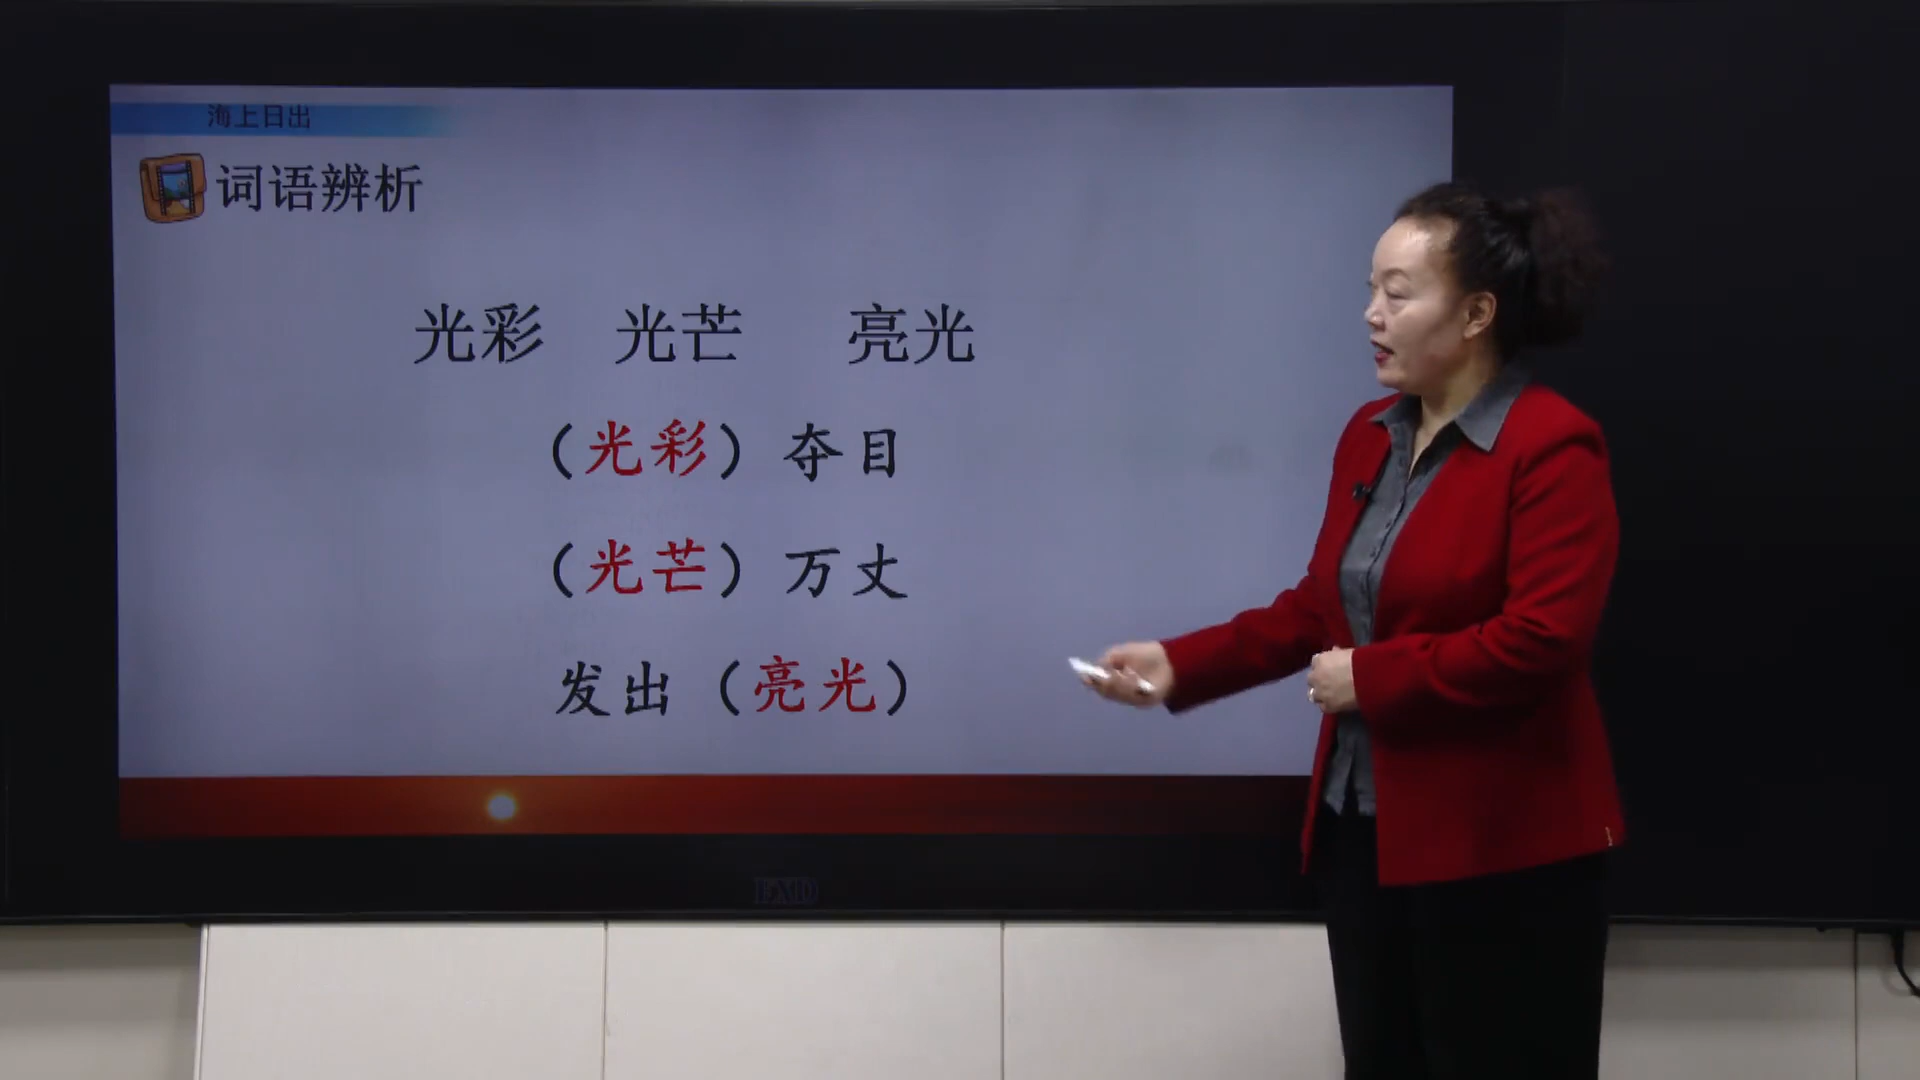 海上日出
词语辨析
光彩 光芒 亮光
（光彩）夺目
（光芒）万丈
发出（亮光）